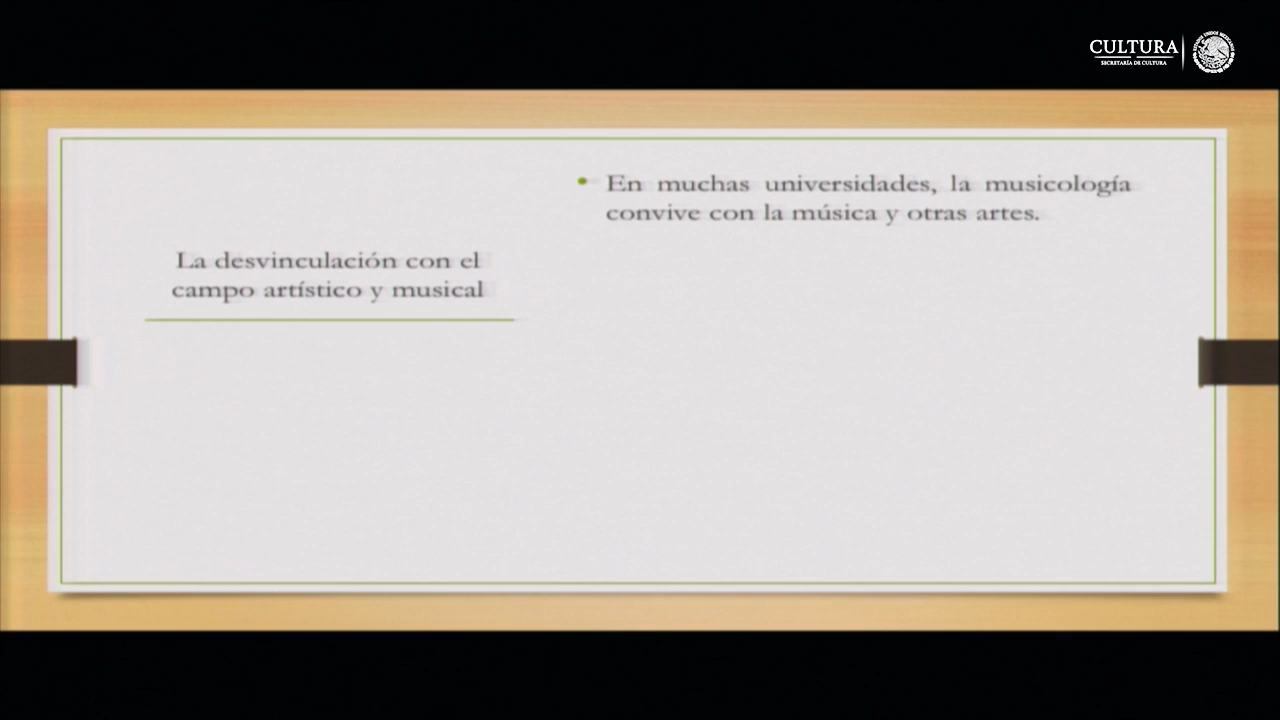 CULTURA
SECRETARÍA DE CULTURA
La desvinculación con el
campo artístico y musical
En muchas universidades, la musicología
convive con la música y otras artes.